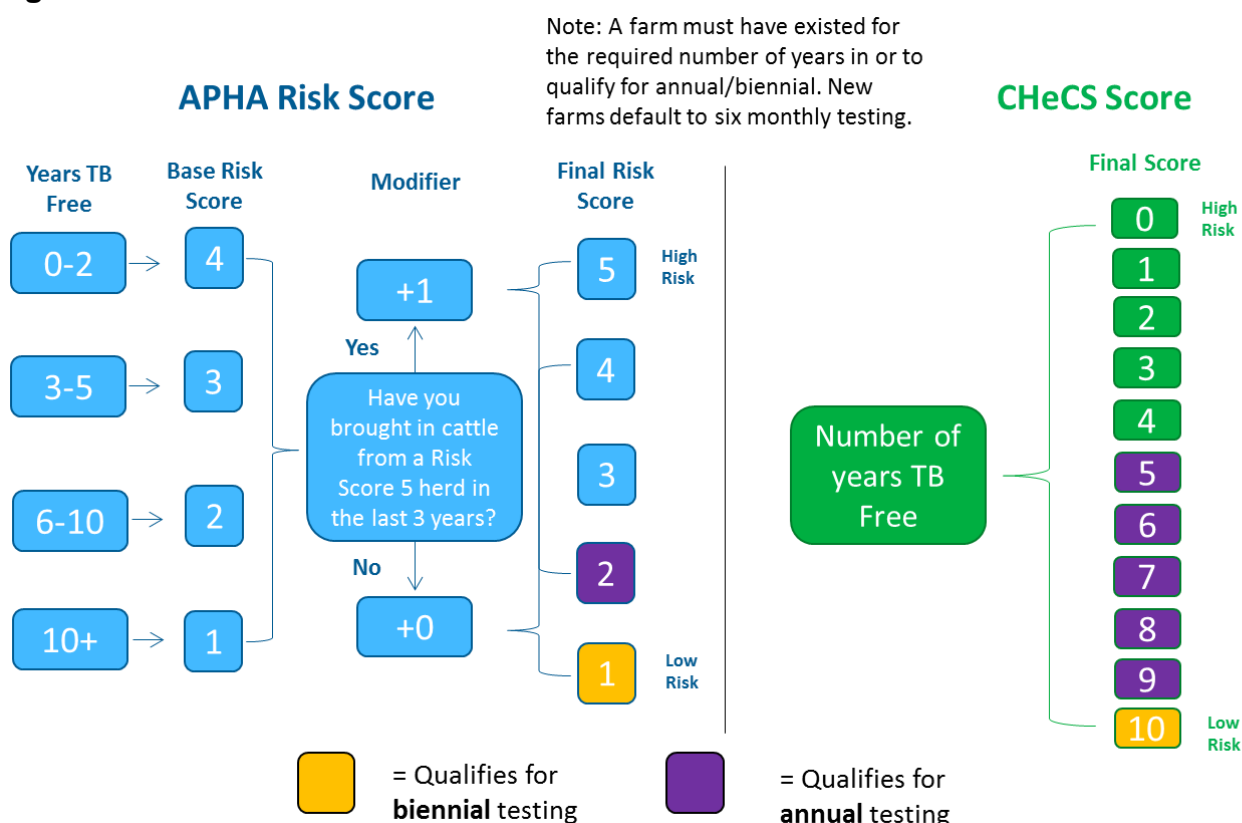 Note: A farm must have existed for
the required number of years in or to
qualify for annual/biennial. New
farms default to six monthly testing.
APHA Risk Score
CHeCS Score
Years TB
Free
Base Risk
Score
Modifier
Final Risk
Score
0-2
4
3-5
3
6-10
2
10+
1
+1
Yes
Have you
brought in cattle
from a Risk
Score 5 herd in
the last 3 years?
No
+0
5
High
Risk
4
3
2
1
Low
Risk
Number of
years TB
Free
Final Score
0
High
Risk
1
2
3
4
5
6
7
8
9
10
Low
Risk
= Qualifies for
biennial testing
= Qualifies for
annual testing